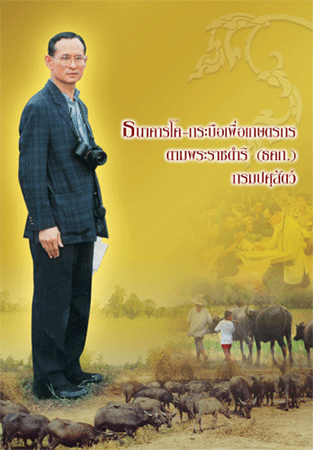 ธนาคารโค-กระบือเพื่อเกษตรกร
ตามพระราชดำริ (ธคก.)
กรมปศุสัตว์